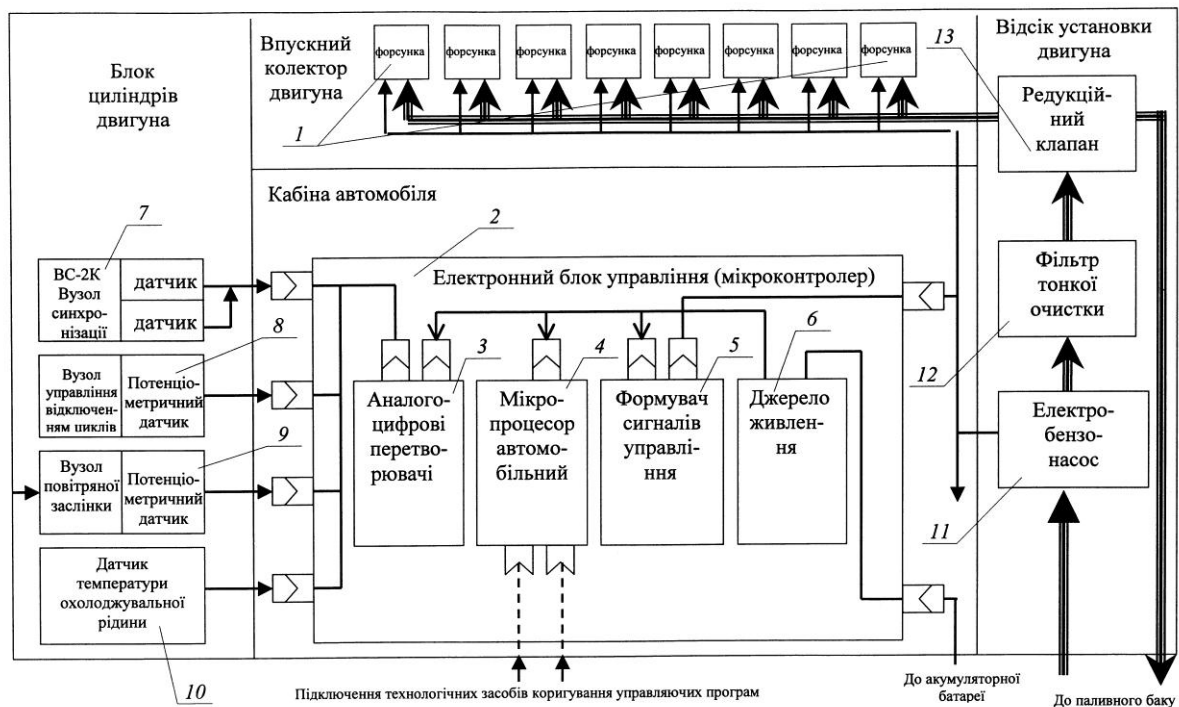 Блок
циліндрів
двигуна
Впускний
колектор
двигуна
форсунка
форсунка
форсунка
форсунка
форсунка
форсунка
форсунка
форсунка
1
Відсік установки
двигуна
13
Редукцій-
ний
клапан
Кабіна автомобіля
2
Електронний блок управління (мікроконтролер)
7
ВС-2К
Вузол
синхро-
нізації
датчик
датчик
8
Вузол
управління
відключен-
ням циклів
Потенціо-
метричний
датчик
9
Вузол
повітряної
заслінки
Потенціо-
метричний
датчик
Датчик
температури
охолоджувальної
рідини
10
3
Аналого-
цифрові
перетво-
рювачі
4
Мікро-
процесор
автомо-
більний
5
Формувач
сигналів
управлі-
ння
6
Джерело
живлен-
ня
Фільтр
тонкої
очистки
12
Електро-
бензо-
насос
11
Підключення технологічних засобів коригування управляючих програм
До акумуляторної
батареї
До паливного баку